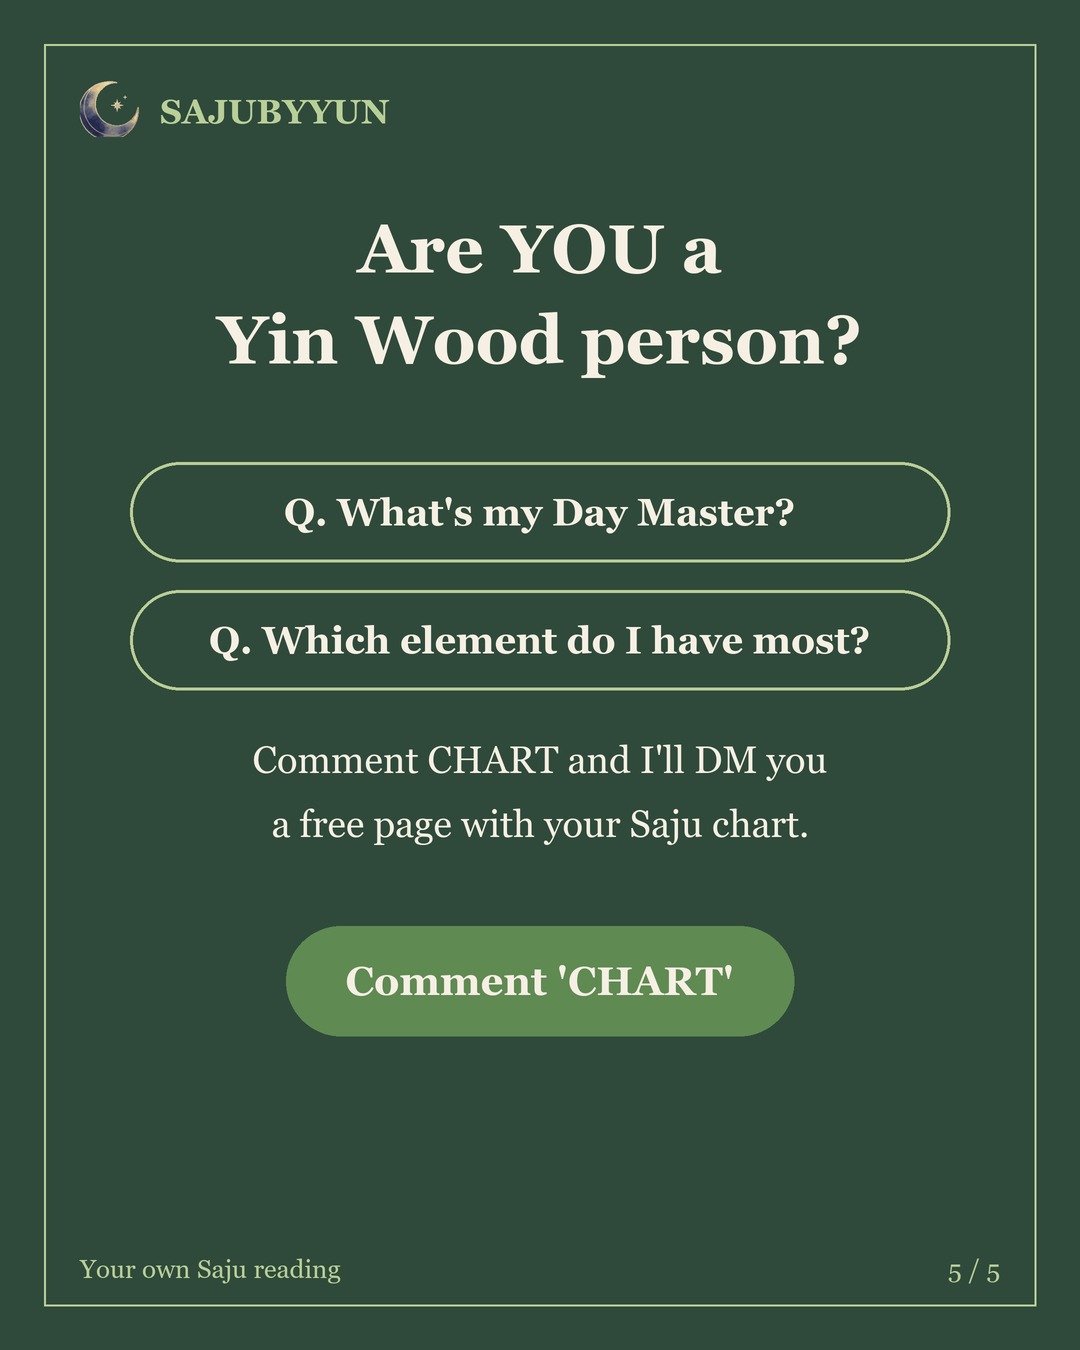 SAJUBYYUN
Are YOU a
Yin Wood person?
Q. What's my Day Master?
Q. Which element do I have most?
Comment CHART and I'll DM you
a free page with your Saju chart.
Comment 'CHART'
Your own Saju reading
5 / 5